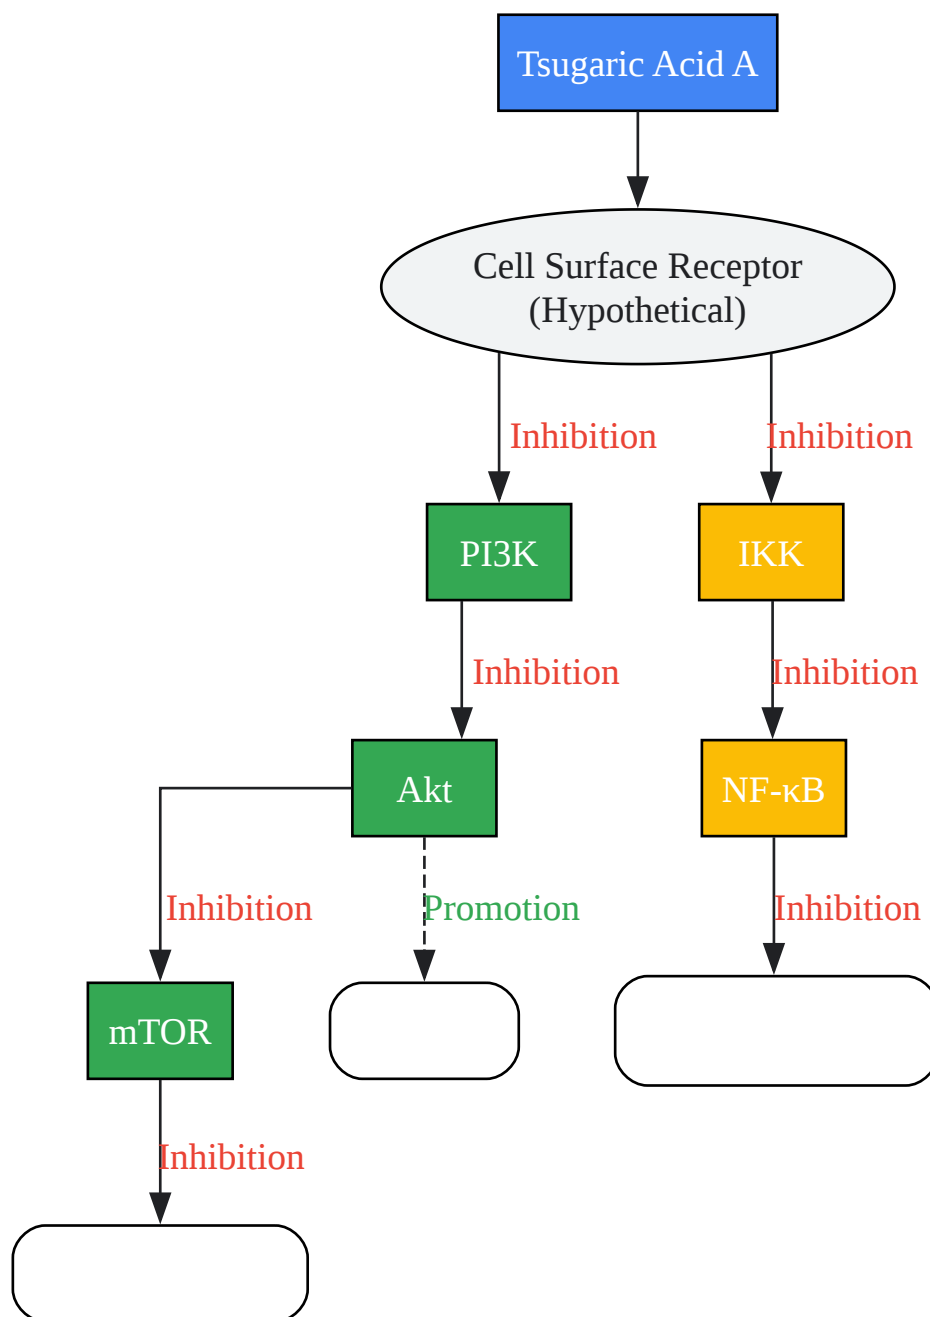 Tsugaric Acid A
Cell Surface Receptor
(Hypothetical)
Inhibition
Inhibition
PI3K
IKK
Inhibition
Inhibition
Akt
NF-κB
Inhibition
Promotion
Inhibition
mTOR
Inhibition